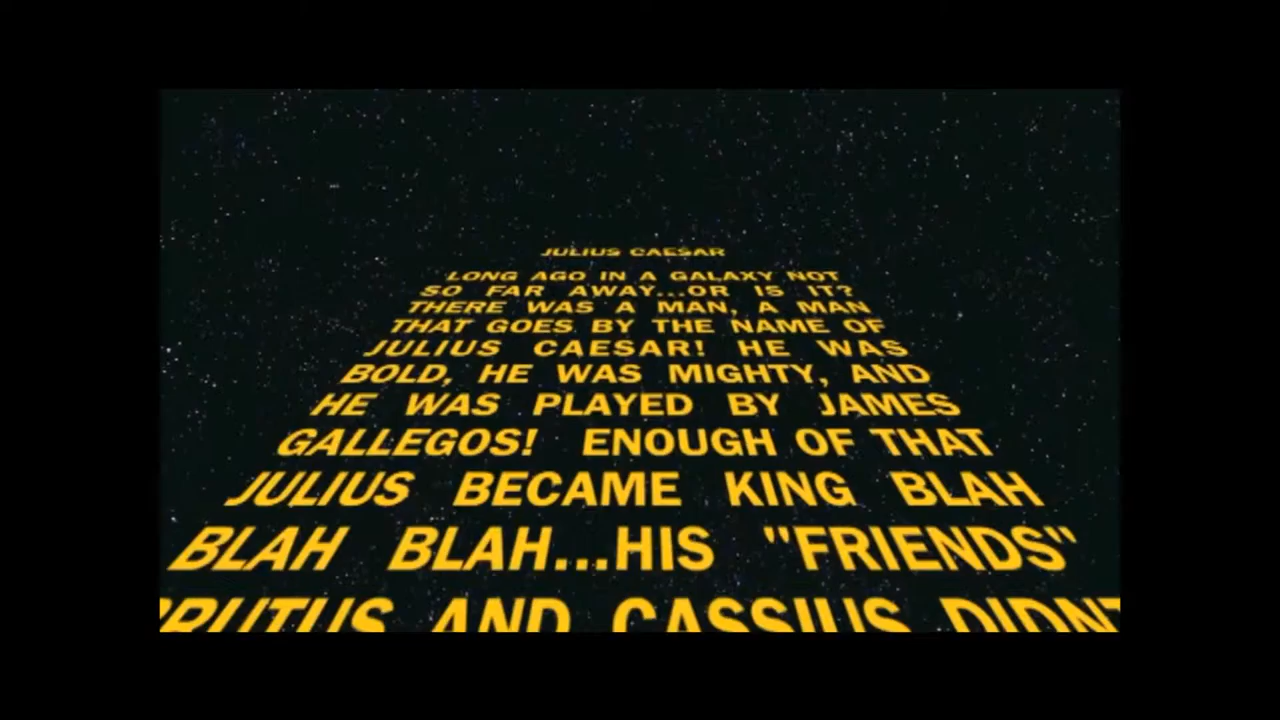 JULIUS CAESAR
LONG AGO IN A GALAXY NOT
SO FAR AWAY...OR IS IT?
THERE WAS A MAN, A MAN
THAT GOES BY THE NAME OF
JULIUS CAESAR! HE WAS
BOLD, HE WAS MIGHTY, AND
HE WAS PLAYED BY JAMES
GALLEGOS! ENOUGH OF THAT
JULIUS BECAME KING BLAH
BLAH BLAH...HIS "FRIENDS"
BRUTUS AND CASSIUS DIDNT